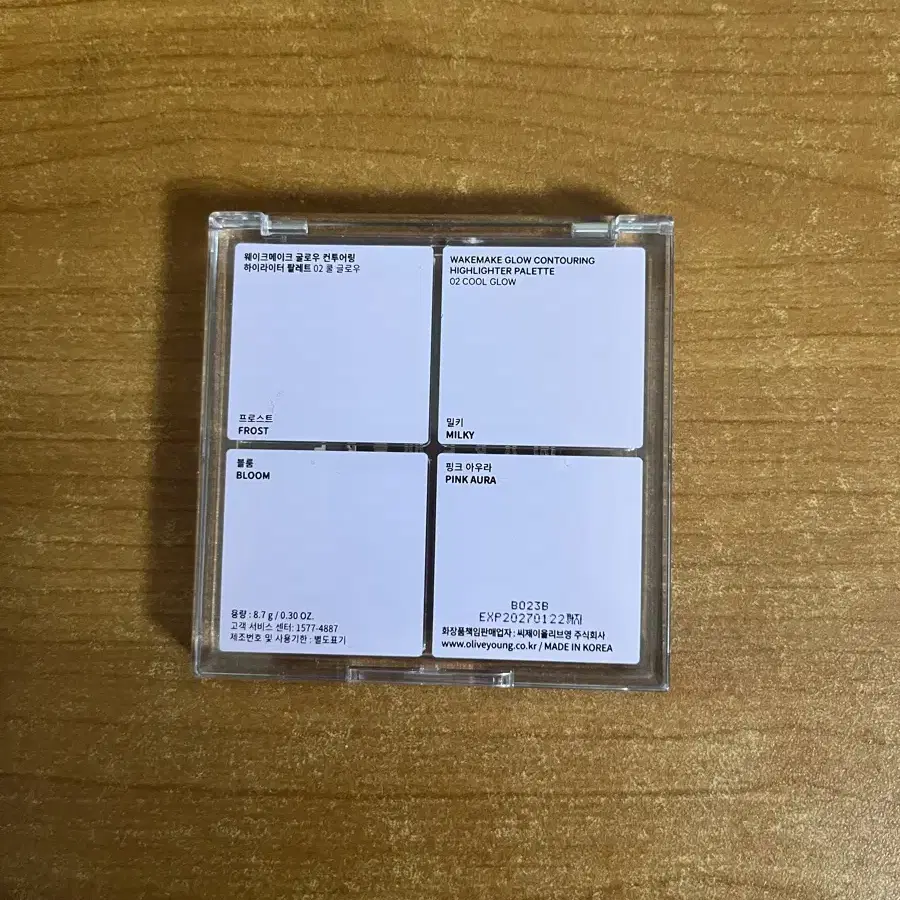 웨이크메이크 글로우 컨투어링
하이라이터 팔레트 02 쿨 글로우
프로스트
FROST
WAKEMAKE GLOW CONTOURING
HIGHLIGHTER PALETTE
02 COOL GLOW
밀키
MILKY
블룸
BLOOM
용량 : 8.7 g / 0.30 OZ.
고객 서비스 센터: 1577-4887
제조번호 및 사용기한 : 별도표기
핑크 아우라
PINK AURA
B023B
EXP20270122까지
화장품책임판매업자 : 씨제이올리브영 주식회사
www.oliveyoung.co.kr / MADE IN KOREA